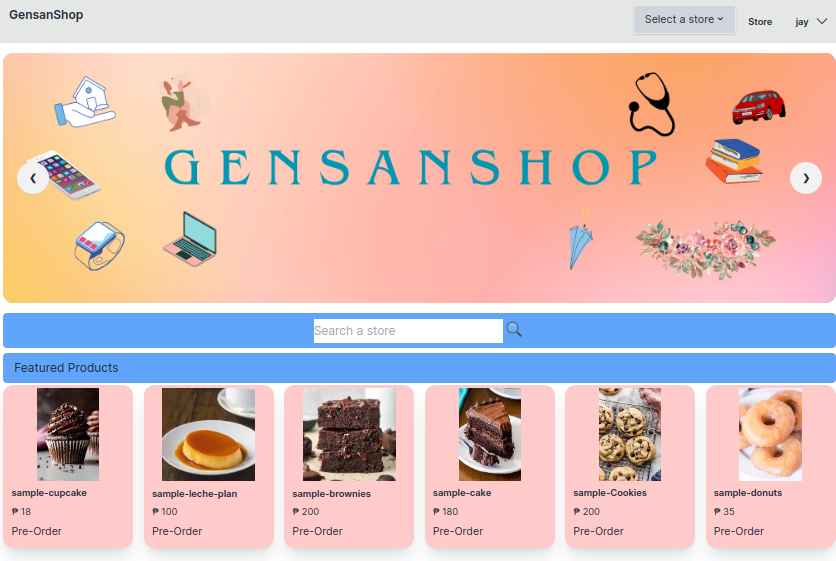 GensanShop
Select a store
Store
jay
GENSANSHOP
Search a store
Featured Products
sample-cupcake
₱ 18
Pre-Order
sample-leche-plan
₱ 100
Pre-Order
sample-brownies
₱ 200
Pre-Order
sample-cake
₱ 180
Pre-Order
sample-Cookies
₱ 200
Pre-Order
sample-donuts
₱ 35
Pre-Order